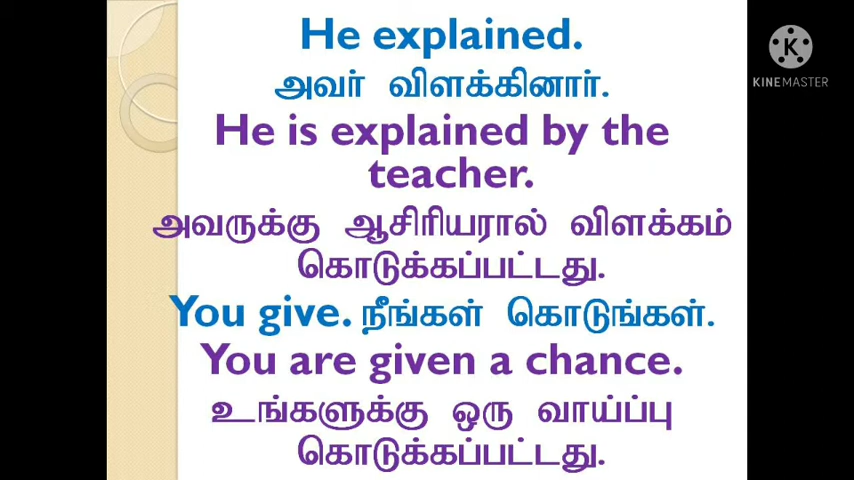 He explained.
அவர் விளக்கினார்.
He is explained by the
teacher.
அவருக்கு ஆசிரியரால் விளக்கம்
கொடுக்கப்பட்டது.
You give. நீங்கள் கொடுங்கள்.
You are given a chance.
உங்களுக்கு ஒரு வாய்ப்பு
கொடுக்கப்பட்டது.
K
KINEMASTER